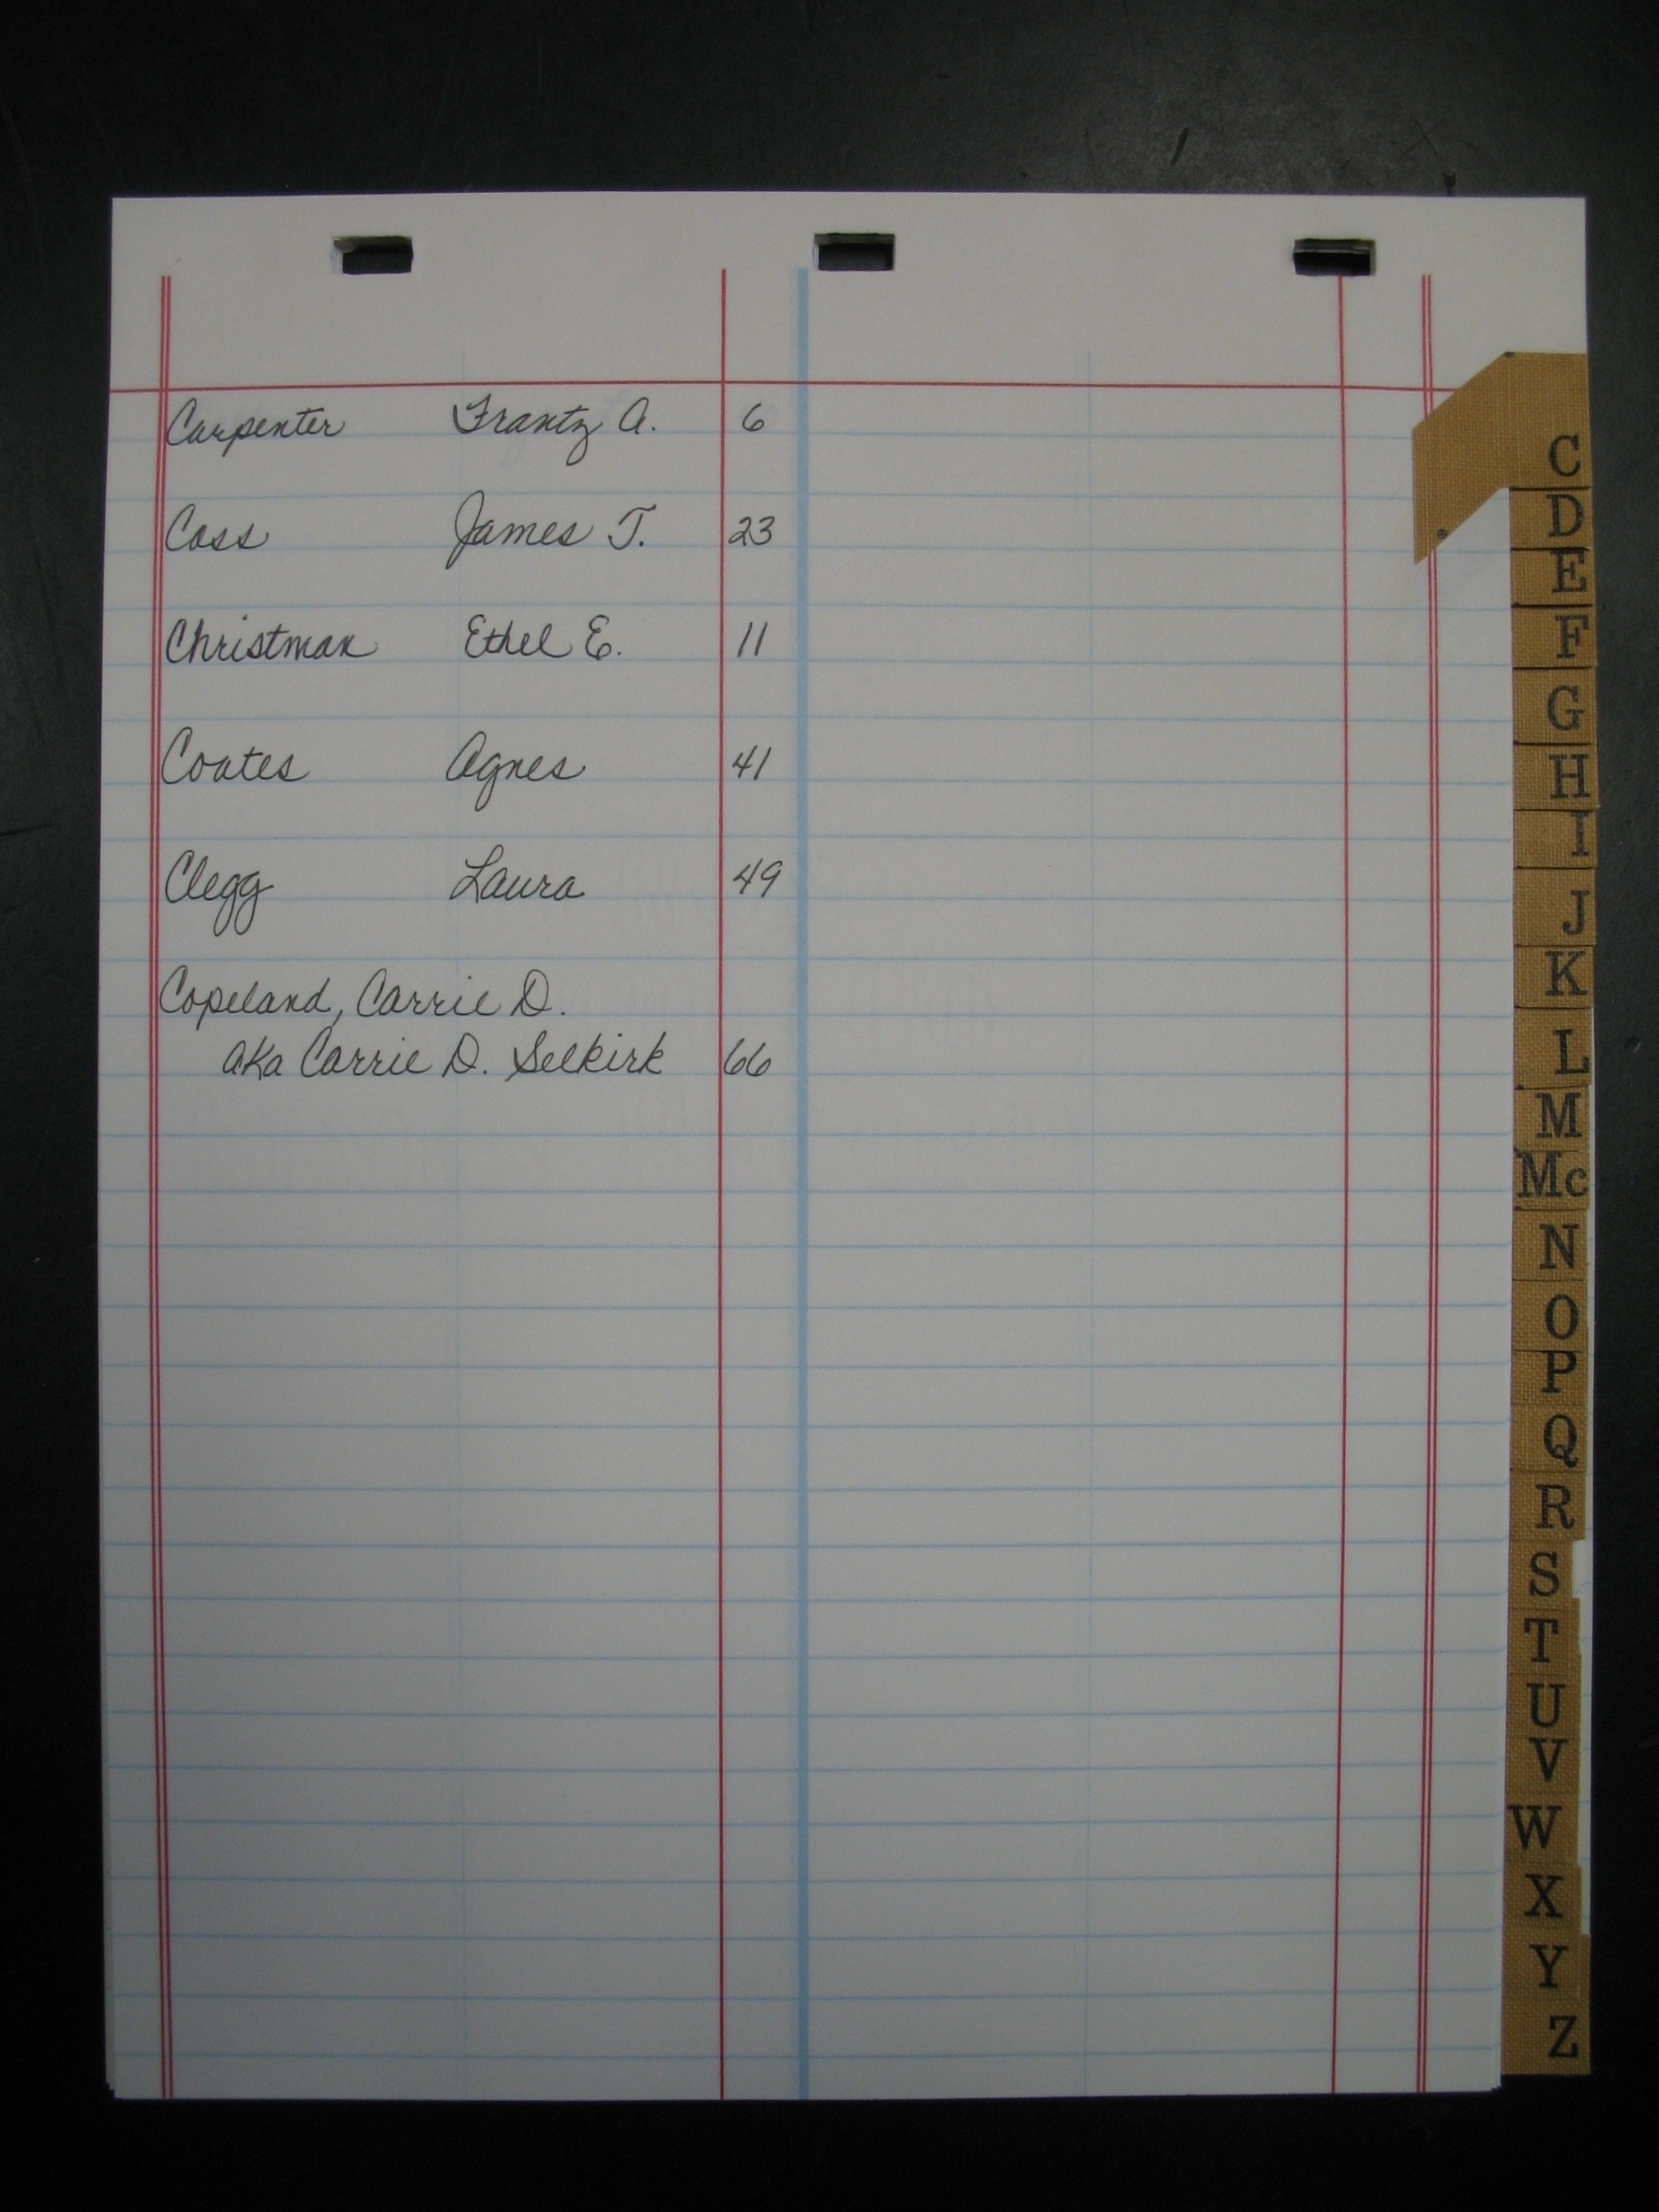 Carpenter Frantz A. 6
Cass James T. 23
Christman Ethel E. 11
Coates Agnes 41
Clegg Laura 49
Copeland, Carrie D.
aka Carrie D. Selkirk 66
C
D
E
F
G
H
I
J
K
L
M
Mc
N
O
P
Q
R
S
T
U
V
W
X
Y
Z